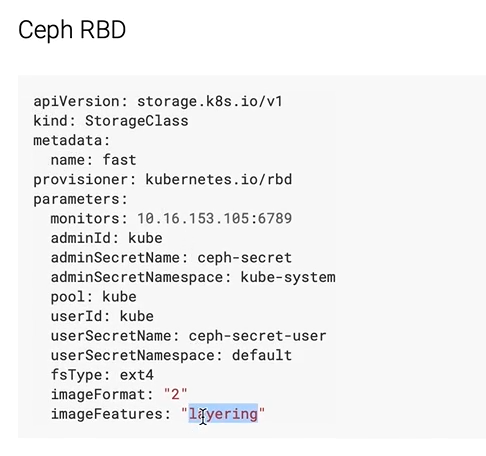 Ceph RBD
apiVersion: storage.k8s.io/v1
kind: StorageClass
metadata:
  name: fast
provisioner: kubernetes.io/rbd
parameters:
  monitors: 10.16.153.105:6789
  adminId: kube
  adminSecretName: ceph-secret
  adminSecretNamespace: kube-system
  pool: kube
  userId: kube
  userSecretName: ceph-secret-user
  userSecretNamespace: default
  fsType: ext4
  imageFormat: "2"
  imageFeatures: "layering"